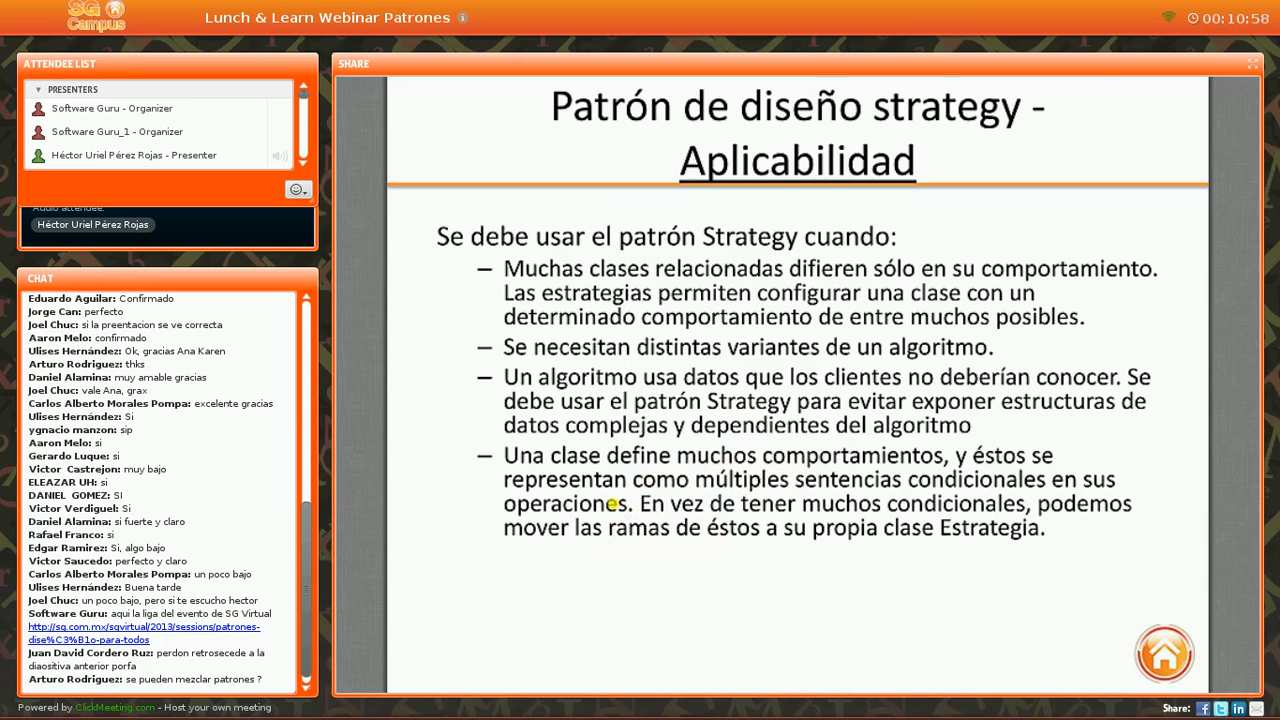 SG
Campus
Lunch & Learn Webinar Patrones
00:10:58
ATTENDEE LIST
PRESENTERS
Software Guru - Organizer
Software Guru_1 - Organizer
Héctor Uriel Pérez Rojas - Presenter
Audio attendee:
Héctor Uriel Pérez Rojas
CHAT
Eduardo Aguilar: Confirmado
Jorge Can: perfecto
Joel Chuc: si la preentacion se ve correcta
Aaron Melo: confirmado
Ulises Hernández: Ok, gracias Ana Karen
Arturo Rodriguez: thks
Daniel Alamina: muy amable gracias
Joel Chuc: vale Ana, grax
Carlos Alberto Morales Pompa: excelente gracias
Ulises Hernández: Si
ygnacio manzon: sip
Aaron Melo: si
Gerardo Luque: si
Victor Castrejon: muy bajo
ELEAZAR UH: si
DANIEL GOMEZ: SI
Victor Verdiguel: Si
Daniel Alamina: si fuerte y claro
Rafael Franco: si
Edgar Ramirez: Si, algo bajo
Victor Saucedo: perfecto y claro
Carlos Alberto Morales Pompa: un poco bajo
Ulises Hernández: Buena tarde
Joel Chuc: un poco bajo, pero si te escucho hector
Software Guru: aqui la liga del evento de SG Virtual
http://sg.com.mx/sgvirtual/2013/sessions/patrones-
dise%C3%B1o-para-todos
Juan David Cordero Ruz: perdon retrosecede a la
diaositiva anterior porfa
Arturo Rodriguez: se pueden mezclar patrones ?
SHARE
Patrón de diseño strategy -
Aplicabilidad
Se debe usar el patrón Strategy cuando:
– Muchas clases relacionadas difieren sólo en su comportamiento.
Las estrategias permiten configurar una clase con un
determinado comportamiento de entre muchos posibles.
– Se necesitan distintas variantes de un algoritmo.
– Un algoritmo usa datos que los clientes no deberían conocer. Se
debe usar el patrón Strategy para evitar exponer estructuras de
datos complejas y dependientes del algoritmo
– Una clase define muchos comportamientos, y éstos se
representan como múltiples sentencias condicionales en sus
operaciones. En vez de tener muchos condicionales, podemos
mover las ramas de éstos a su propia clase Estrategia.
Powered by ClickMeeting.com - Host your own meeting
Share: